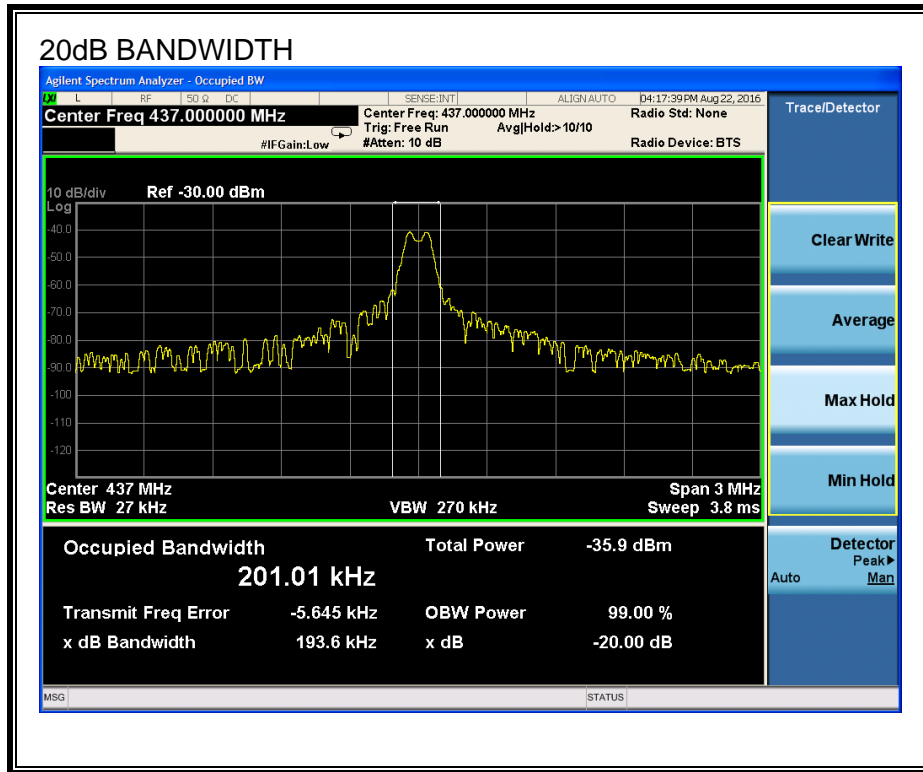 20dB BANDWIDTH
Agilent Spectrum Analyzer - Occupied BW
LXI L RF 50 Ω DC SENSE:INT ALIGN AUTO 04:17:39 PM Aug 22, 2016
Center Freq 437.000000 MHz
Center Freq: 437.000000 MHz
Radio Std: None
Trig: Free Run Avg|Hold:> 10/10
#IFGain:Low
#Atten: 10 dB
Radio Device: BTS
Trace/Detector
10 dB/div Ref -30.00 dBm
Log
-40.0
-50.0
-60.0
-70.0
-80.0
-90.0
-100
-110
-120
Center 437 MHz Span 3 MHz
Res BW 27 kHz VBW 270 kHz Sweep 3.8 ms
Occupied Bandwidth Total Power -35.9 dBm
201.01 kHz
Transmit Freq Error -5.645 kHz OBW Power 99.00 %
x dB Bandwidth 193.6 kHz x dB -20.00 dB
Clear Write
Average
Max Hold
Min Hold
Detector
Peak▶
Auto Man
MSG STATUS